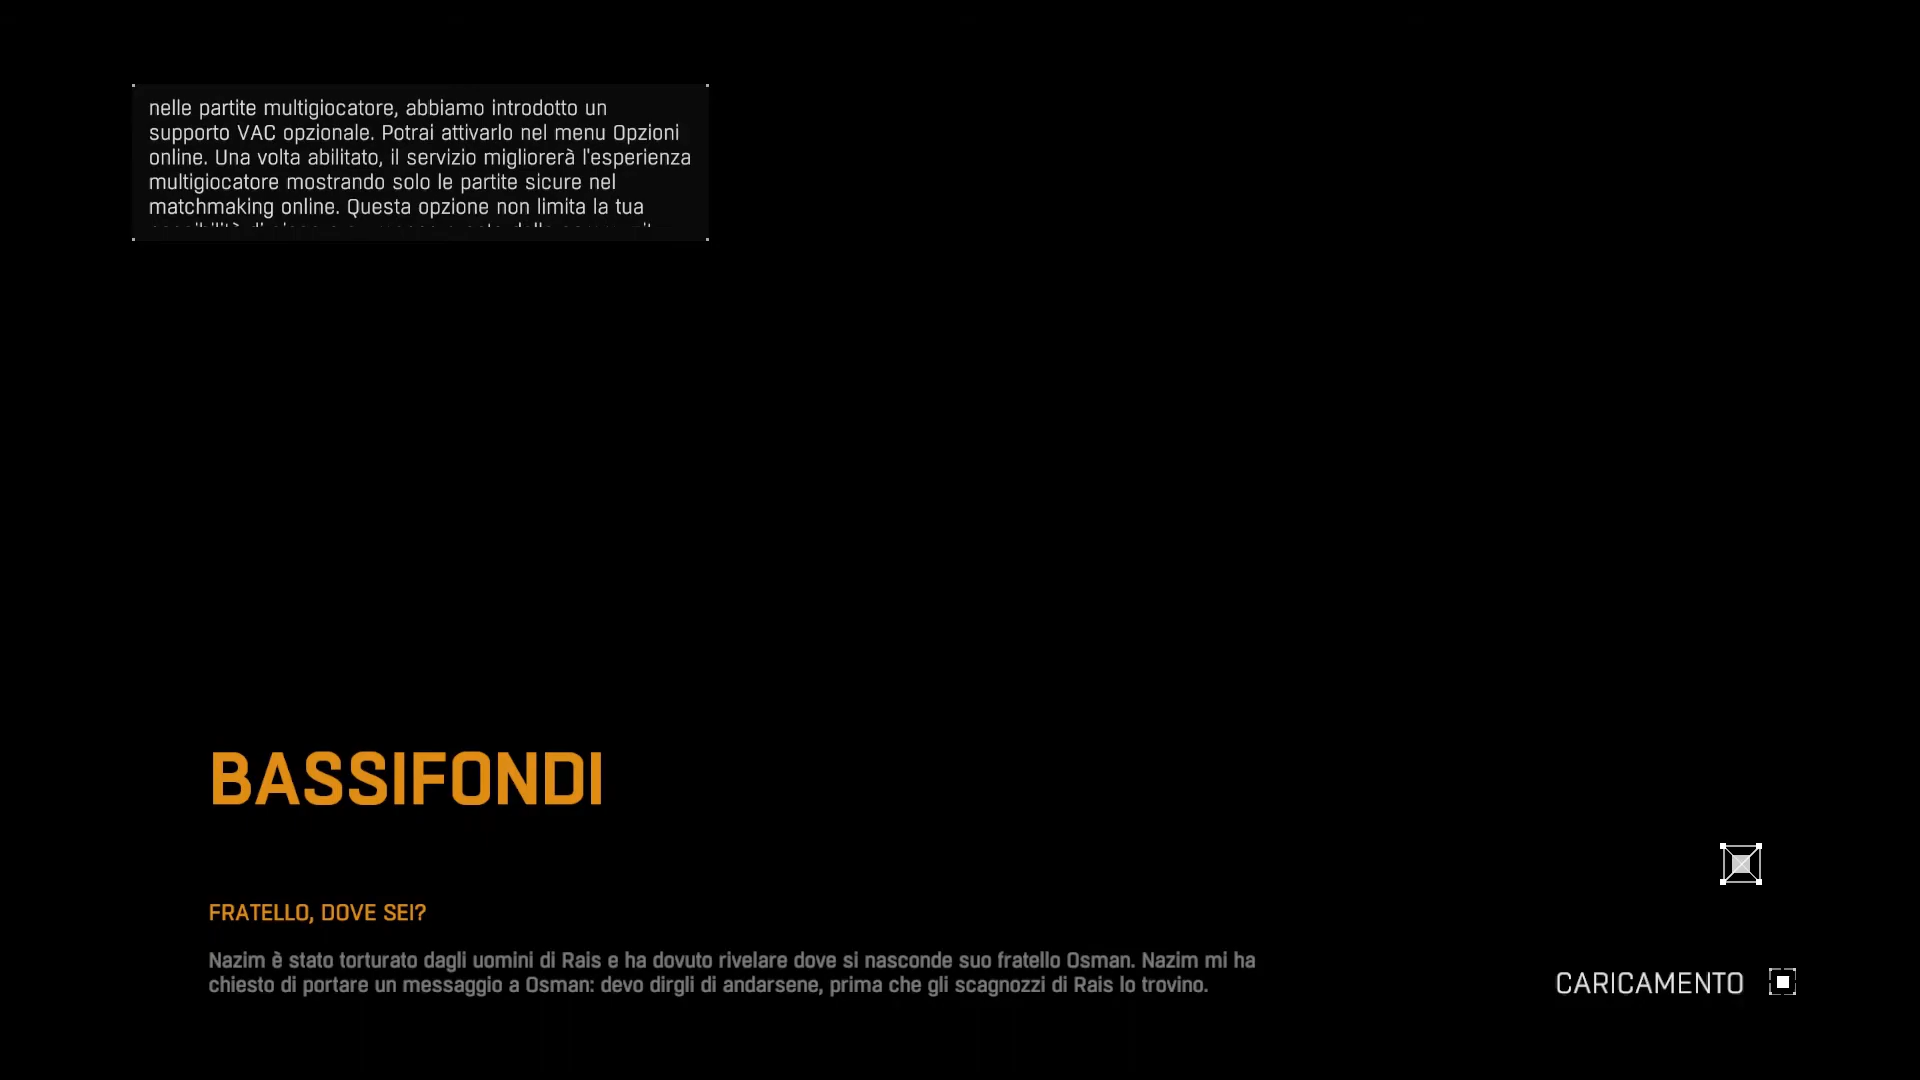 nelle partite multigiocatore, abbiamo introdotto un
supporto VAC opzionale. Potrai attivarlo nel menu Opzioni
online. Una volta abilitato, il servizio migliorerà l'esperienza
multigiocatore mostrando solo le partite sicure nel
matchmaking online. Questa opzione non limita la tua
BASSIFONDI
FRATELLO, DOVE SEI?
Nazim è stato torturato dagli uomini di Rais e ha dovuto rivelare dove si nasconde suo fratello Osman. Nazim mi ha
chiesto di portare un messaggio a Osman: devo dirgli di andarsene, prima che gli scagnozzi di Rais lo trovino.
CARICAMENTO